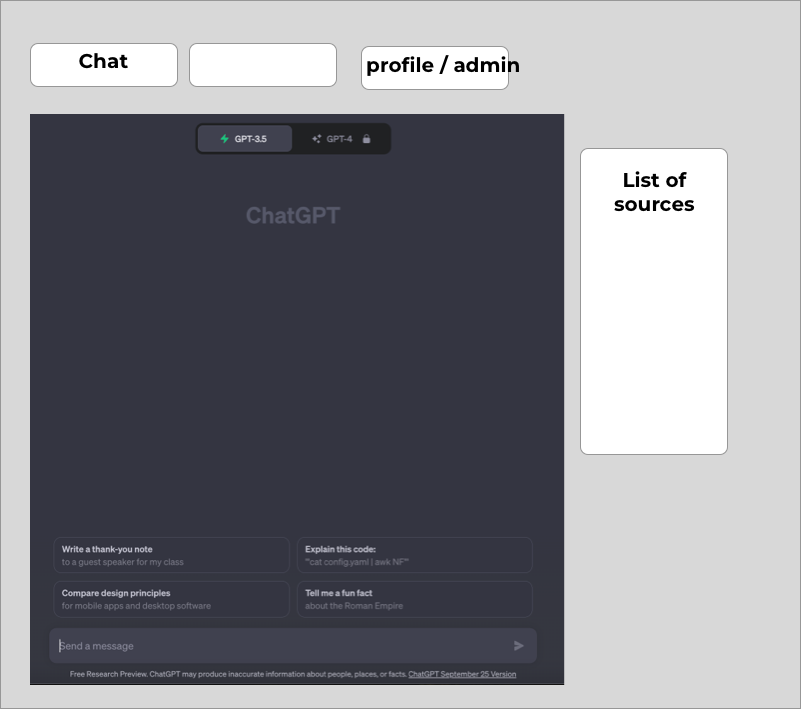 Chat
profile / admin
GPT-3.5
GPT-4
ChatGPT
List of
sources
Write a thank-you note
to a guest speaker for my class
Explain this code:
"'cat config.yaml | awk NF'"
Compare design principles
for mobile apps and desktop software
Tell me a fun fact
about the Roman Empire
Send a message
Free Research Preview. ChatGPT may produce inaccurate information about people, places, or facts. ChatGPT September 25 Version